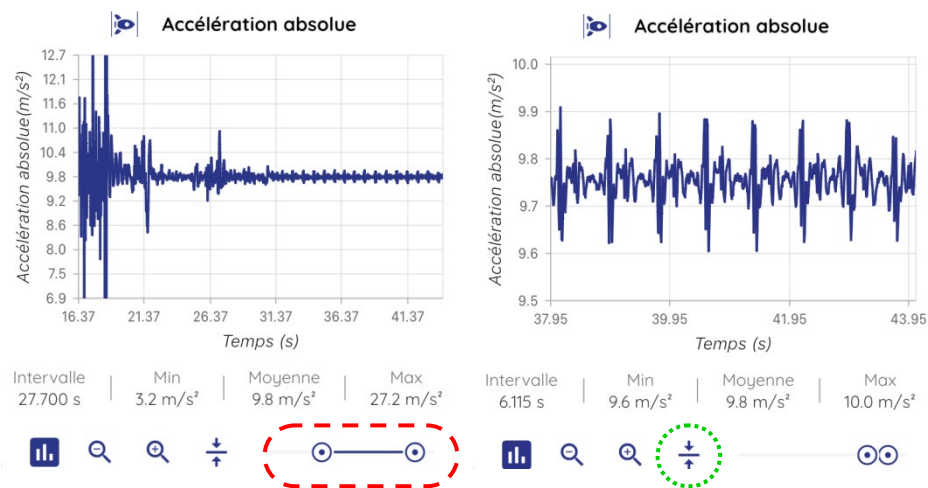 Accélération absolue
Accélération absolue(m/s²)
12.7
12.1
11.6
11.0
10.4
9.8
9.2
8.6
8.0
7.5
6.9
16.37 21.37 26.37 31.37 36.37 41.37
Temps (s)
Intervalle Min Moyenne Max
27.700 s 3.2 m/s² 9.8 m/s² 27.2 m/s²
Accélération absolue
Accélération absolue(m/s²)
10.0
9.9
9.8
9.7
9.6
9.5
37.95 39.95 41.95 43.95
Temps (s)
Intervalle Min Moyenne Max
6.115 s 9.6 m/s² 9.8 m/s² 10.0 m/s²